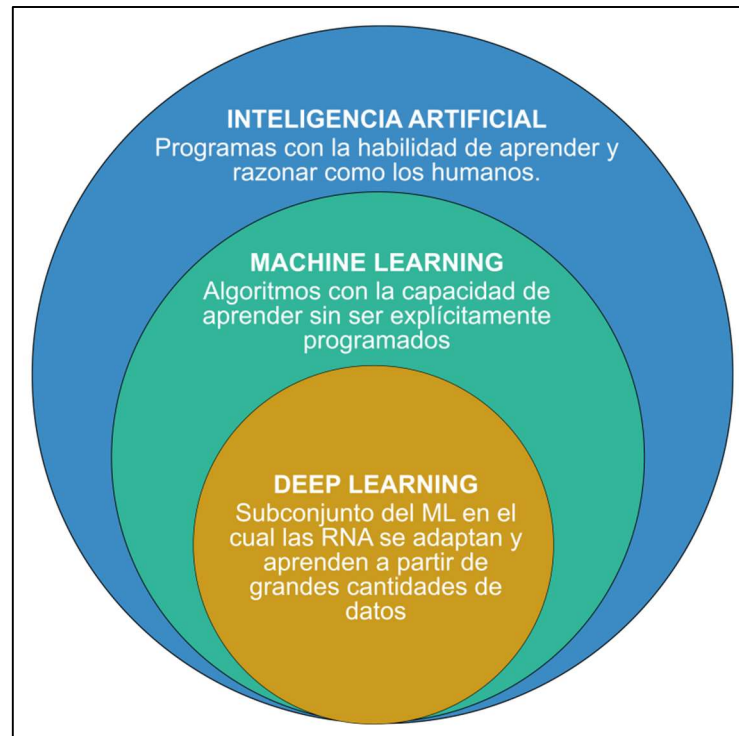 INTELIGENCIA ARTIFICIAL
Programas con la habilidad de aprender y
razonar como los humanos.
MACHINE LEARNING
Algoritmos con la capacidad de
aprender sin ser explícitamente
programados
DEEP LEARNING
Subconjunto del ML en el
cual las RNA se adaptan y
aprenden a partir de
grandes cantidades de
datos